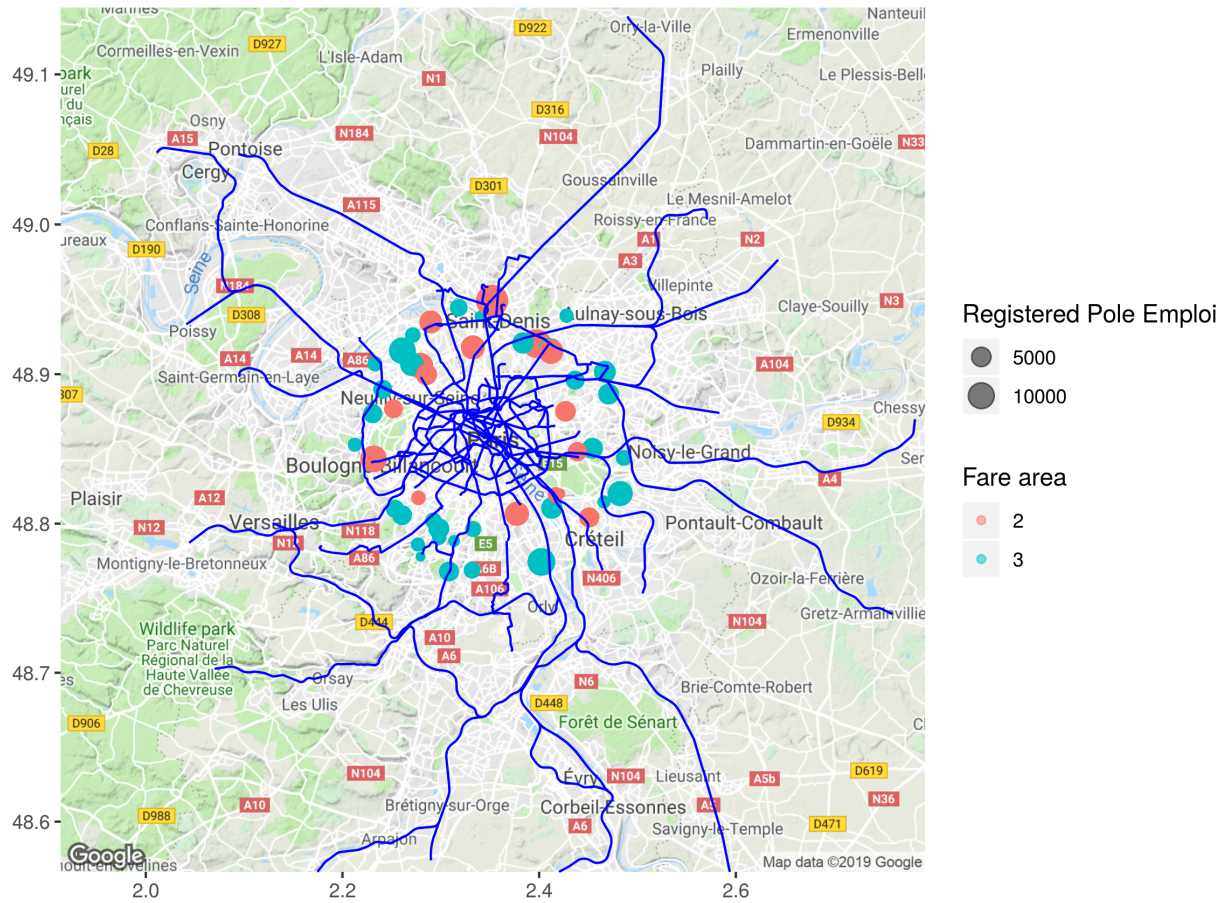 Nanteuil
D922
Orry-la-Ville
Ermenonville
D927
Cormeilles-en-Vexin
L'Isle-Adam
Plailly
49.1
park
N1
Le Plessis-Bell
urel
du
nçais
D316
Osny
N184
N104
A15
Pontoise
N33
D28
Dammartin-en-Goële
Cergy
Goussainville
D301
Le Mesnil-Amelot
A115
49.0
Conflans-Sainte-Honorine
Roissy-en-France
ureaux
A1
N2
D190
A3
Seine
N184
Villepinte
N3
Claye-Souilly
D308
Poissy
Saint-Denis
Aulnay-sous-Bois
A14
A14
A86
A104
48.9
Saint-Germain-en-Laye
307
Neuilly-sur-Seine
Chessy
D934
Paris
Boulogne-Billancourt
Noisy-le-Grand
Ser
E15
A4
Plaisir
A12
48.8
N12
Versailles
N118
Pontault-Combault
N12
E5
Créteil
A86
Montigny-le-Bretonneux
A6B
N406
Ozoir-la-Ferrière
A106
Orly
Gretz-Armainvillie
Wildlife park
Parc Naturel
Régional de la
Haute Vallée
de Chevreuse
D444
N104
A10
A6
48.7
es
Orsay
N6
Brie-Comte-Robert
Les Ulis
D448
D906
Forêt de Sénart
N104
Évry
N104
Lieusaint
A5b
D619
A10
Brétigny-sur-Orge
Corbeil-Essonnes
A5
N36
D988
48.6
A6
Savigny-le-Temple
D471
Arpajon
Google
Map data ©2019 Google
2.0
2.2
2.4
2.6
Registered Pole Emploi
5000
10000
Fare area
2
3